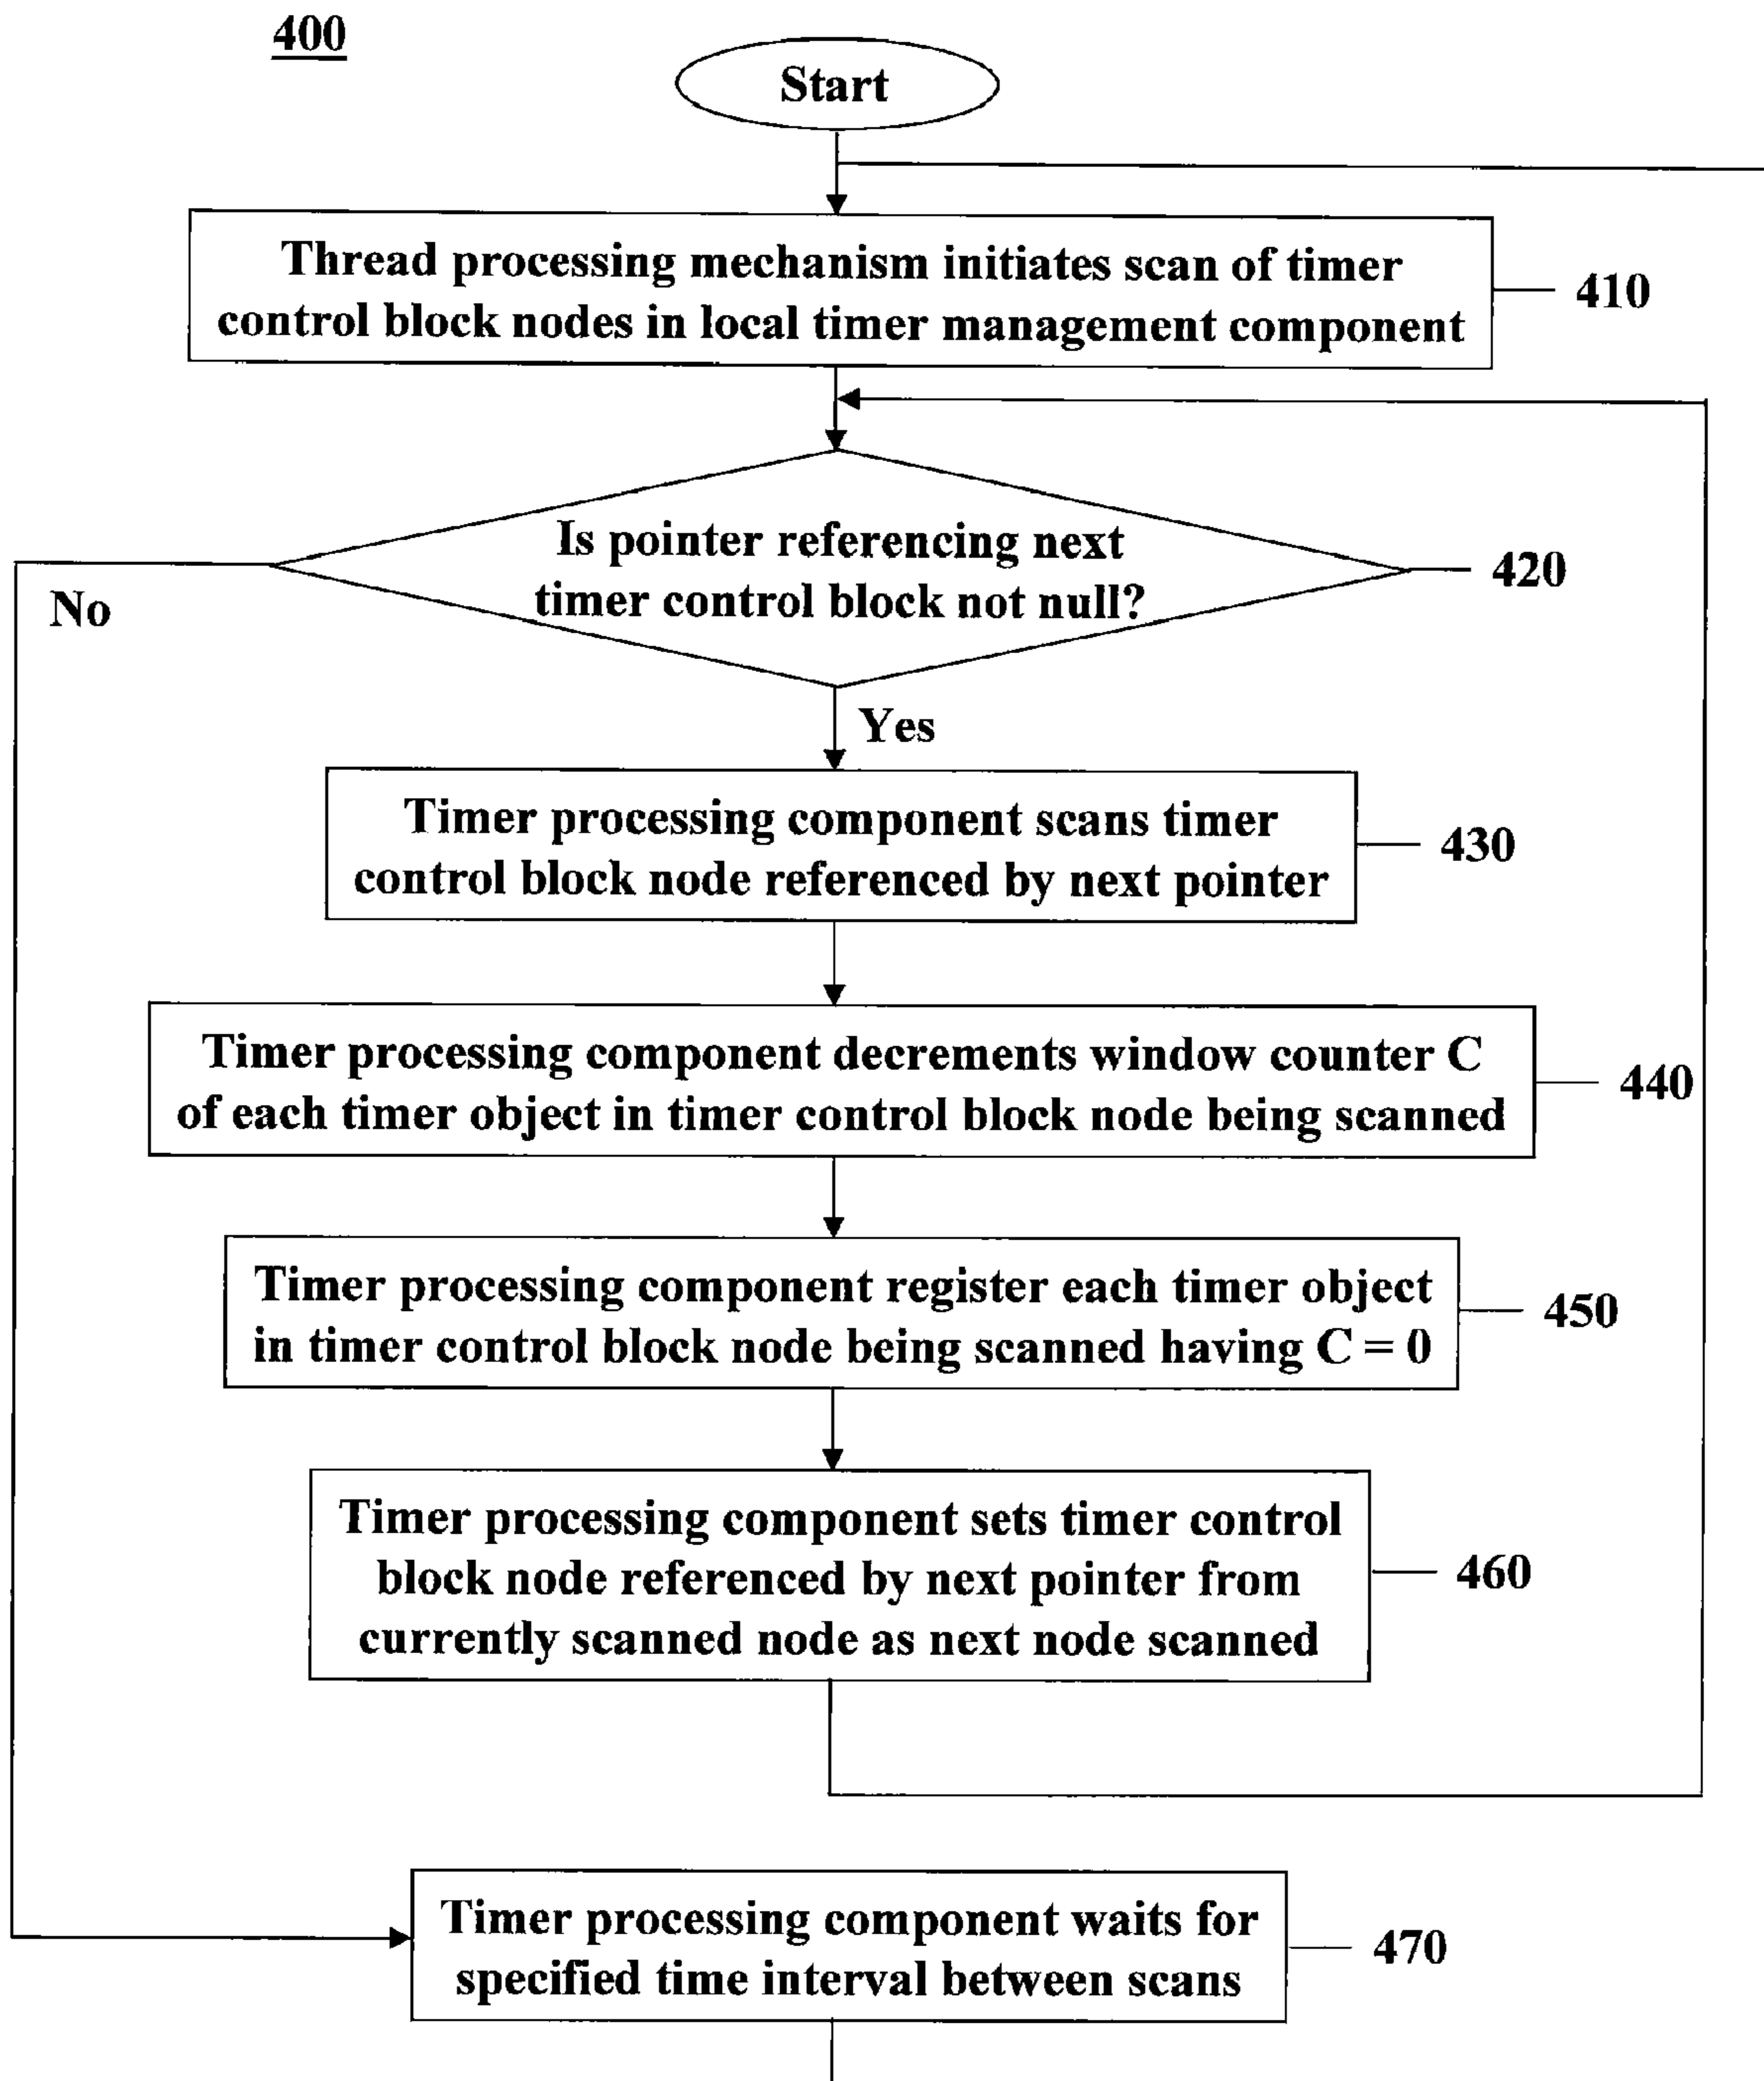 400
Start
Thread processing mechanism initiates scan of timer
control block nodes in local timer management component
410
Is pointer referencing next
timer control block not null?
420
No
Yes
Timer processing component scans timer
control block node referenced by next pointer
430
Timer processing component decrements window counter C
of each timer object in timer control block node being scanned
440
Timer processing component register each timer object
in timer control block node being scanned having C = 0
450
Timer processing component sets timer control
block node referenced by next pointer from
currently scanned node as next node scanned
460
Timer processing component waits for
specified time interval between scans
470